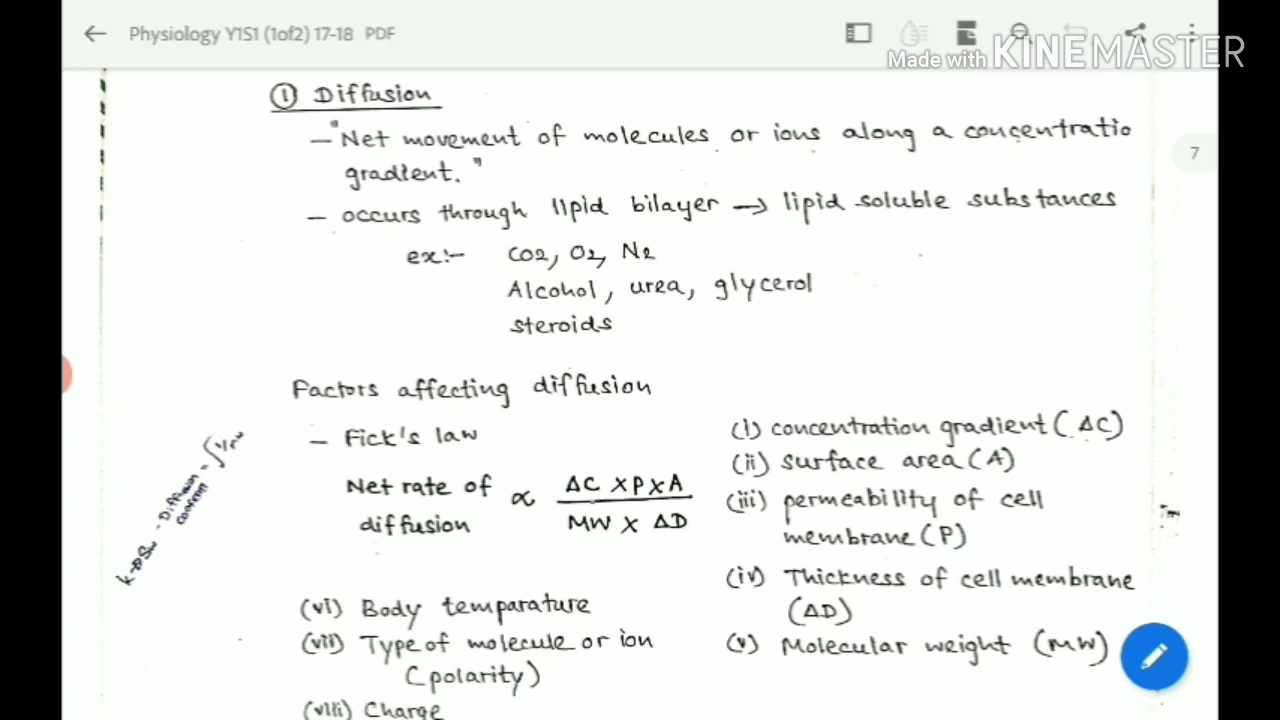 Physiology Y1S1 (1of2) 17-18 PDF
Made with KINEMASTER
7
① Diffusion
– "Net movement of molecules or ions along a concentratio
gradient."
– occurs through lipid bilayer → lipid soluble substances
ex:- CO2, O2, N2
Alcohol, urea, glycerol
steroids
Factors affecting diffusion
– Fick's law
Net rate of diffusion ∝ ΔC X P X A / MW X ΔD
(i) concentration gradient (ΔC)
(ii) surface area (A)
(iii) permeability of cell
membrane (P)
(iv) Thickness of cell membrane
(ΔD)
(v) Molecular weight (MW)
(vi) Body temparature
(vii) Type of molecule or ion
(polarity)
(viii) Charge
Diffusion